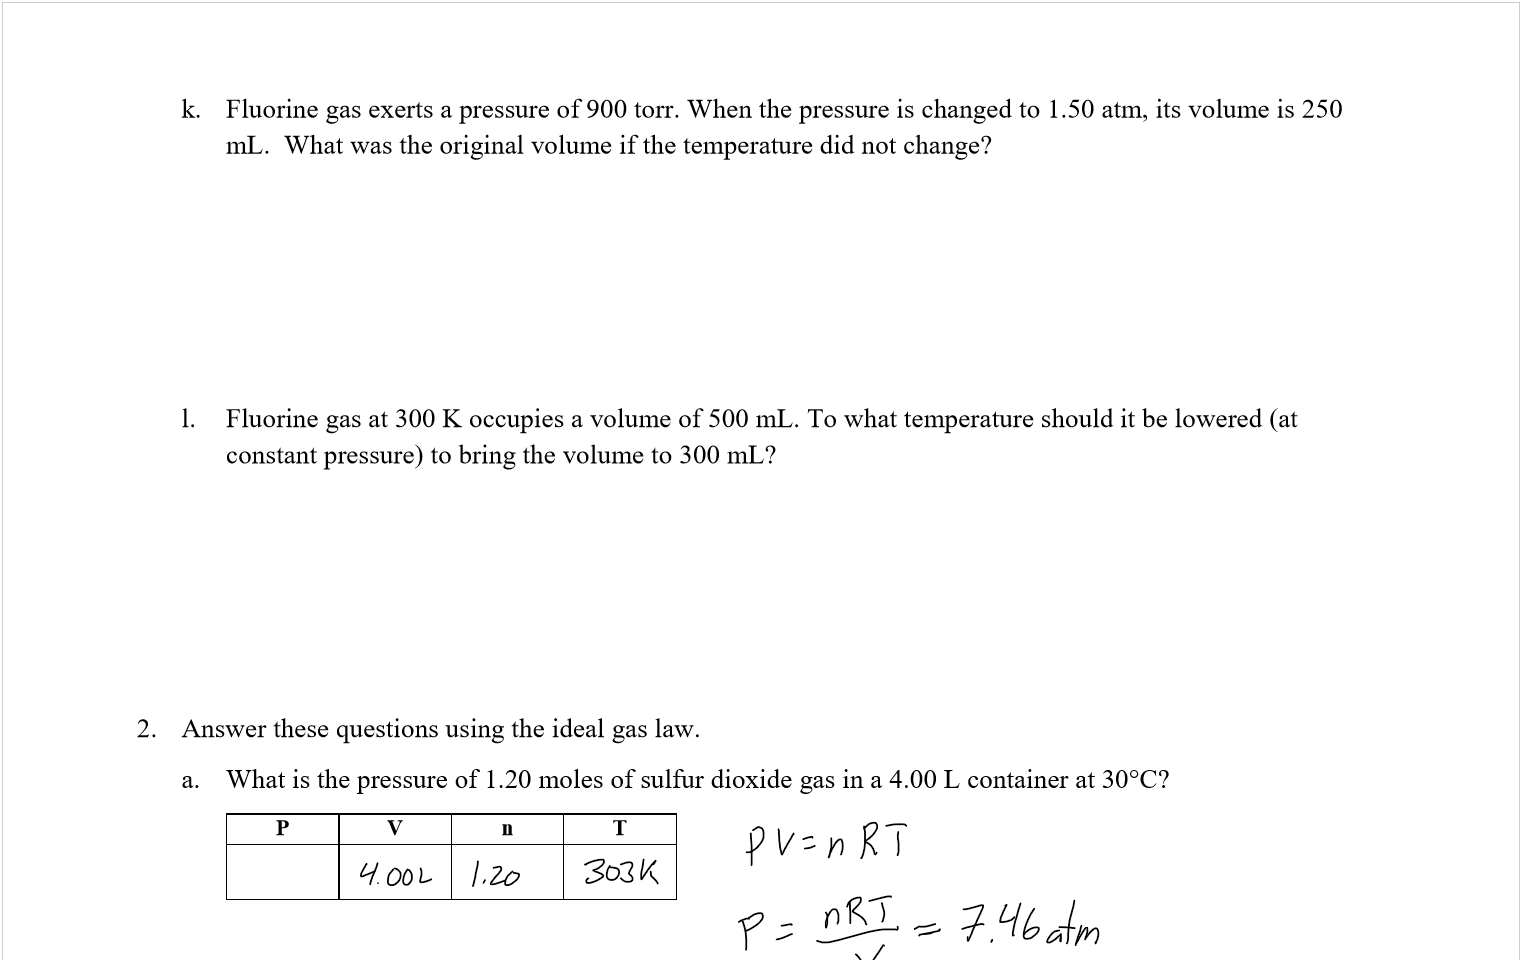 k. Fluorine gas exerts a pressure of 900 torr. When the pressure is changed to 1.50 atm, its volume is 250
mL.  What was the original volume if the temperature did not change?
l. Fluorine gas at 300 K occupies a volume of 500 mL. To what temperature should it be lowered (at
constant pressure) to bring the volume to 300 mL?
2. Answer these questions using the ideal gas law.
a. What is the pressure of 1.20 moles of sulfur dioxide gas in a 4.00 L container at 30°C?
P V n T
4.00L 1.20 303K
PV=nRT
P = nRT/V = 7.46 atm